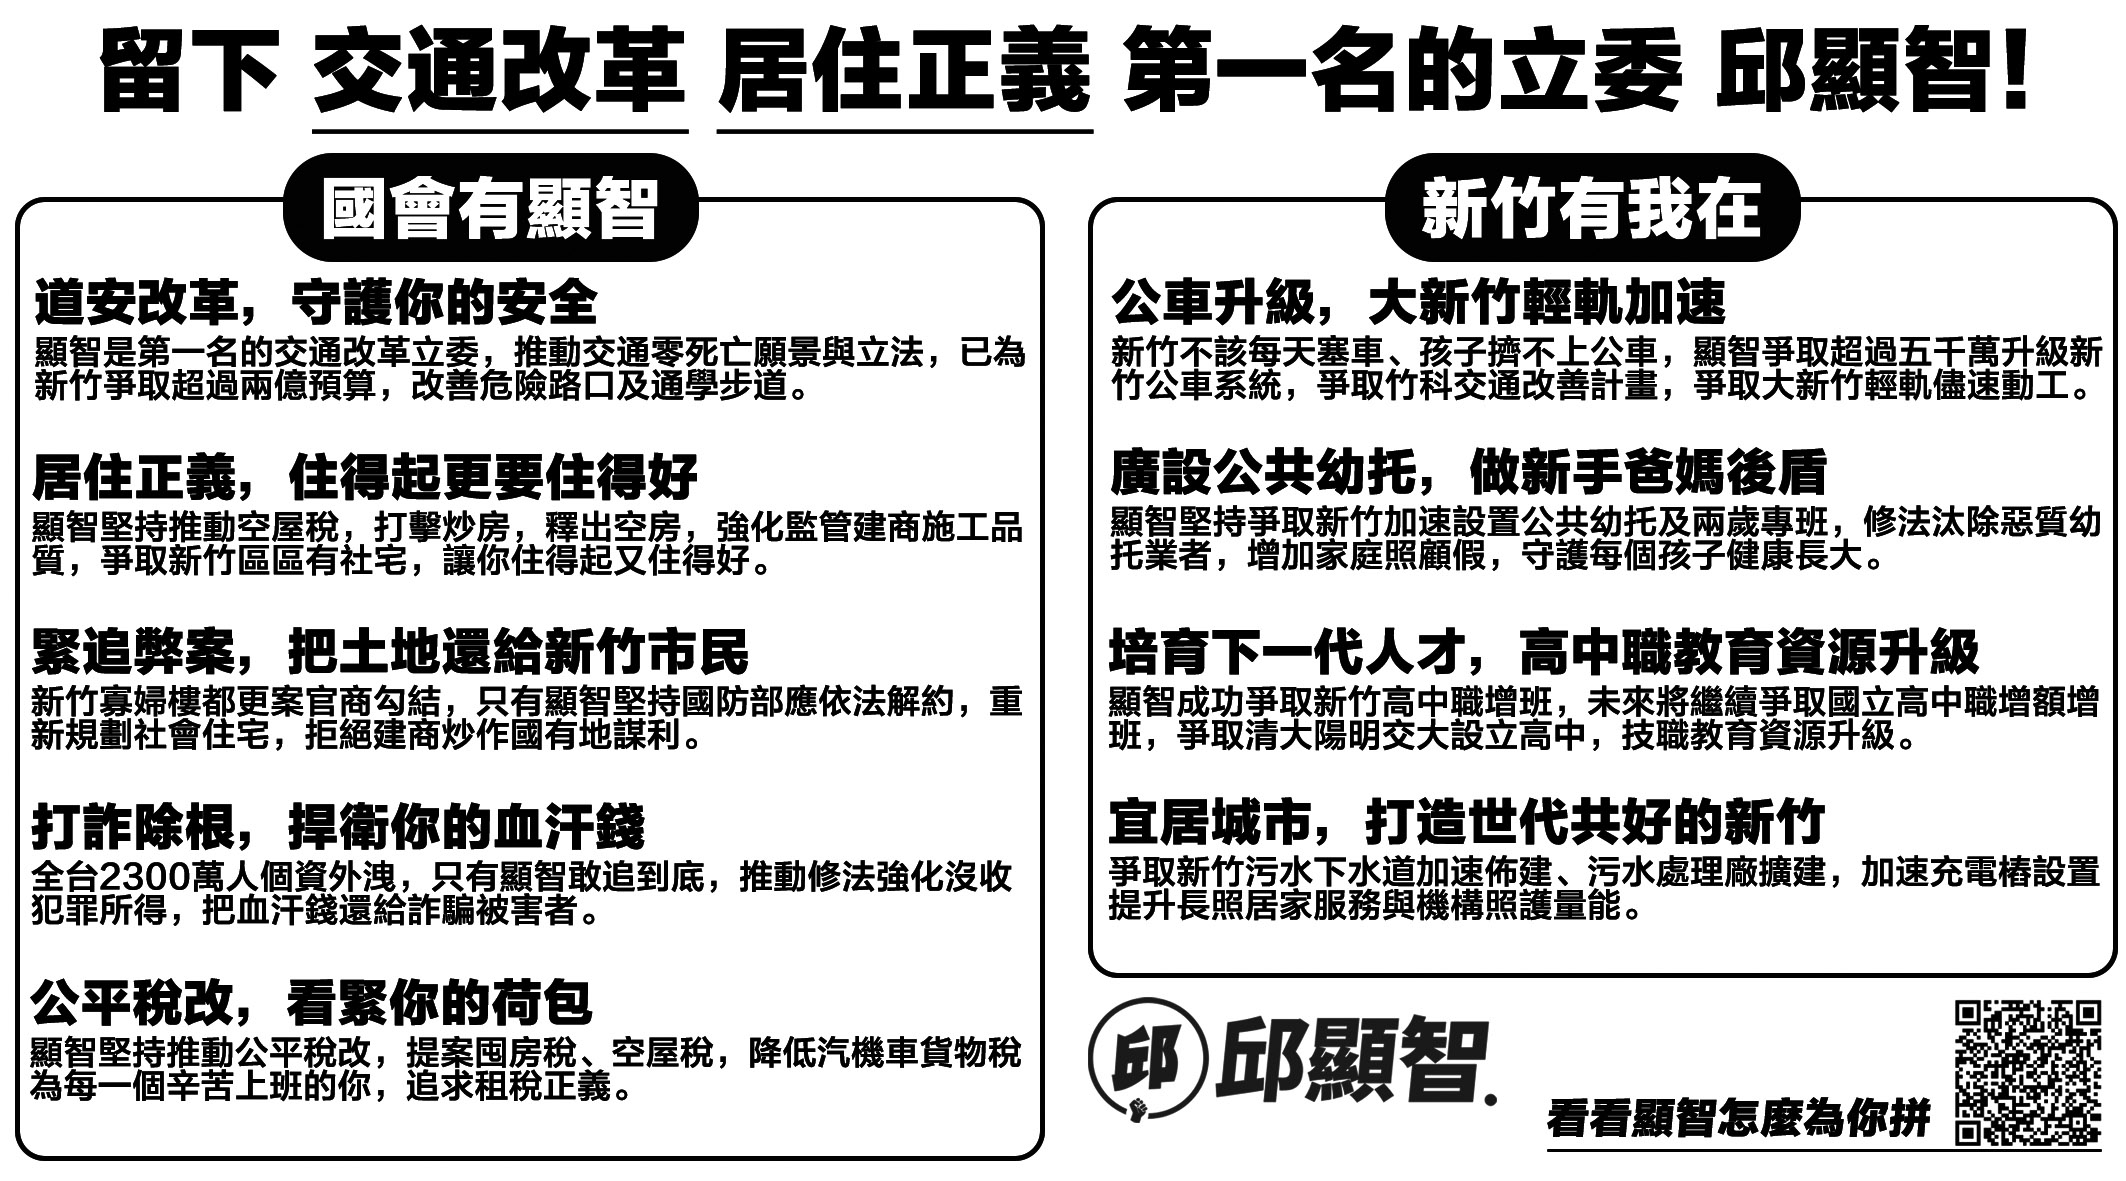 留下 交通改革 居住正義 第一名的立委 邱顯智!
國會有顯智
道安改革，守護你的安全
顯智是第一名的交通改革立委，推動交通零死亡願景與立法，已為
新竹爭取超過兩億預算，改善危險路口及通學步道。
居住正義，住得起更要住得好
顯智堅持推動空屋稅，打擊炒房，釋出空房，強化監管建商施工品
質，爭取新竹區區有社宅，讓你住得起又住得好。
緊追弊案，把土地還給新竹市民
新竹寡婦樓都更案官商勾結，只有顯智堅持國防部應依法解約，重
新規劃社會住宅，拒絕建商炒作國有地謀利。
打詐除根，捍衛你的血汗錢
全台2300萬人個資外洩，只有顯智敢追到底，推動修法強化沒收
犯罪所得，把血汗錢還給詐騙被害者。
公平稅改，看緊你的荷包
顯智堅持推動公平稅改，提案囤房稅、空屋稅，降低汽機車貨物稅
為每一個辛苦上班的你，追求租稅正義。
新竹有我在
公車升級，大新竹輕軌加速
新竹不該每天塞車、孩子擠不上公車，顯智爭取超過五千萬升級新
竹公車系統，爭取竹科交通改善計畫，爭取大新竹輕軌儘速動工。
廣設公共幼托，做新手爸媽後盾
顯智堅持爭取新竹加速設置公共幼托及兩歲專班，修法汰除惡質幼
托業者，增加家庭照顧假，守護每個孩子健康長大。
培育下一代人才，高中職教育資源升級
顯智成功爭取新竹高中職增班，未來將繼續爭取國立高中職增額增
班，爭取清大陽明交大設立高中，技職教育資源升級。
宜居城市，打造世代共好的新竹
爭取新竹污水下水道加速佈建、污水處理廠擴建，加速充電樁設置
提升長照居家服務與機構照護量能。
邱 邱顯智.
看看顯智怎麼為你拼